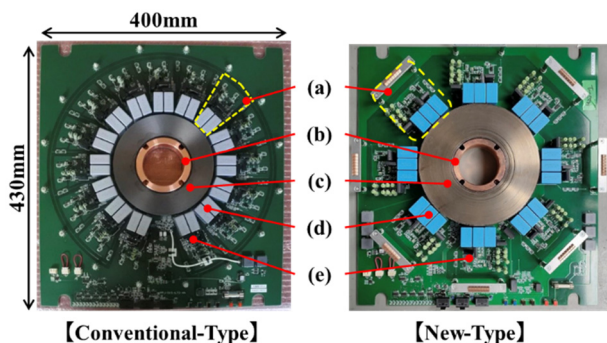 400mm
430mm
(a)
(b)
(c)
(d)
(e)
【Conventional-Type】
【New-Type】